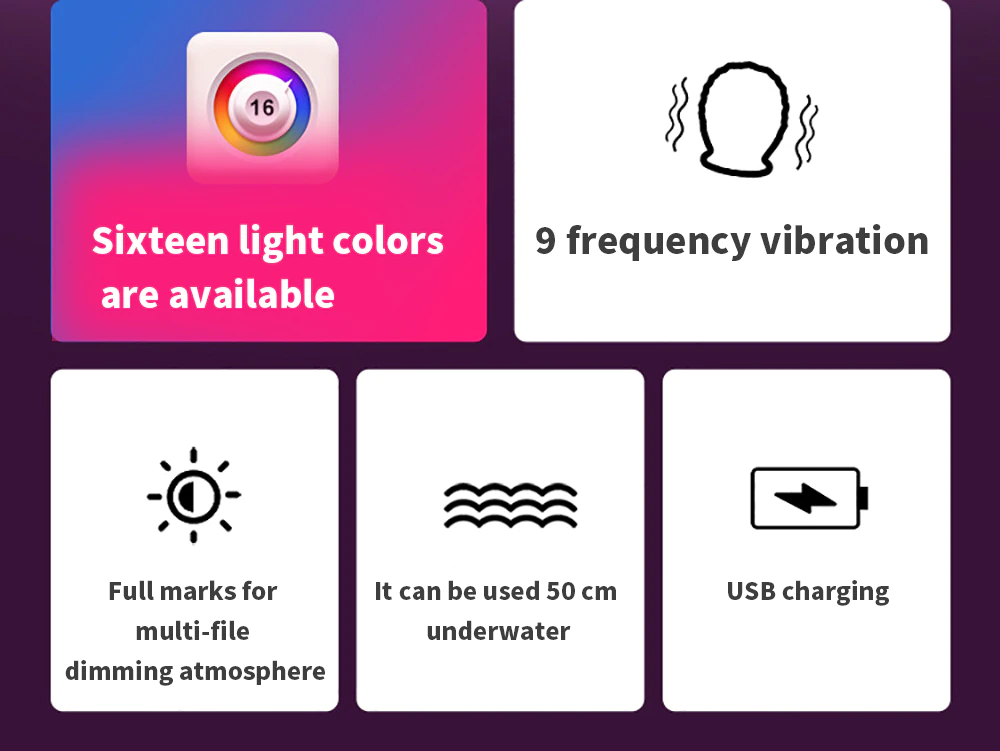 16
Sixteen light colors
are available
9 frequency vibration
Full marks for
multi-file
dimming atmosphere
It can be used 50 cm
underwater
USB charging